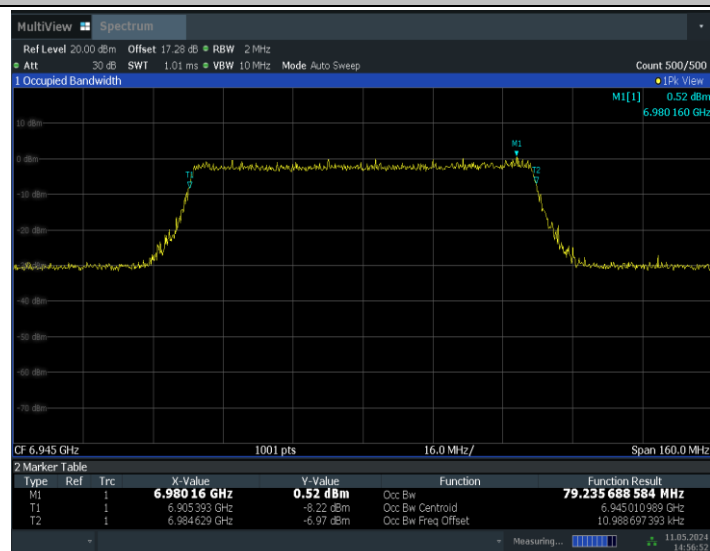 MultiView Spectrum
Ref Level 20.00 dBm Offset 17.28 dB RBW 2 MHz
Att 30 dB SWT 1.01 ms VBW 10 MHz Mode Auto Sweep Count 500/500
1 Occupied Bandwidth 1Pk View
M1[1] 0.52 dBm
6.980 160 GHz
10 dBm
M1
0 dBm
T1 T2
-10 dBm
-20 dBm
-30 dBm
-40 dBm
-50 dBm
-60 dBm
-70 dBm
CF 6.945 GHz 1001 pts 16.0 MHz/ Span 160.0 MHz
2 Marker Table
Type Ref Trc X-Value Y-Value Function Function Result
M1 1 6.980 16 GHz 0.52 dBm Occ Bw 79.235 688 584 MHz
T1 1 6.905 393 GHz -8.22 dBm Occ Bw Centroid 6.945 010 989 GHz
T2 1 6.984 629 GHz -6.97 dBm Occ Bw Freq Offset 10.988 697 393 kHz
Measuring... 11.05.2024
14:56:52